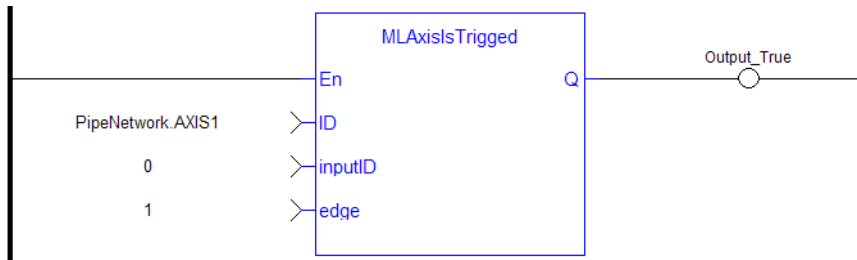 MLAxisIsTrigged
Output_True
En Q
PipeNetwork.AXIS1 ID
0 inputID
1 edge